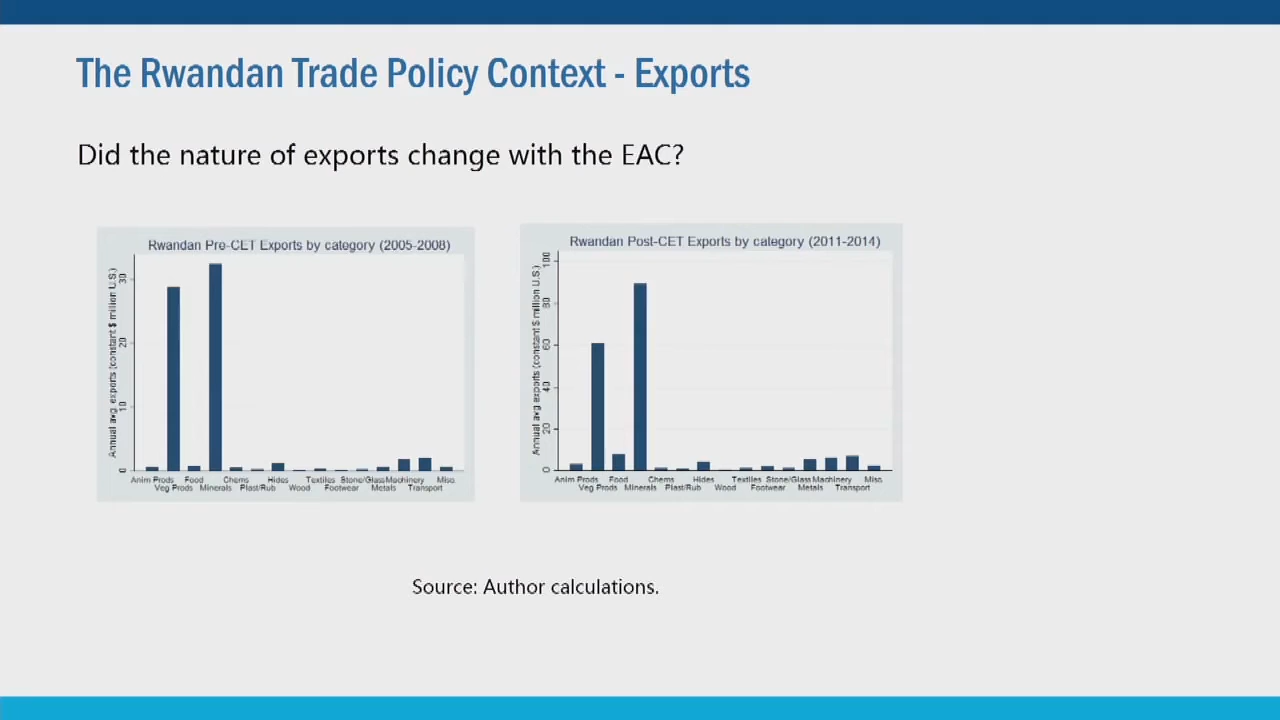 The Rwandan Trade Policy Context - Exports
Did the nature of exports change with the EAC?
Rwandan Pre-CET Exports by category (2005-2008)
Annual avg. exports (constant $ million U.S.)
30
20
10
0
Anim Prods Food Chems Hides Textiles Stone/Glass Machinery Misc.
Veg Prods Minerals Plast/Rub Wood Footwear Metals Transport
Rwandan Post-CET Exports by category (2011-2014)
Annual avg exports (constant $ million U.S.)
100
80
60
40
20
0
Anim Prods Food Chems Hides Textiles Stone/Glass Machinery Misc.
Veg Prods Minerals Plast/Rub Wood Footwear Metals Transport
Source: Author calculations.